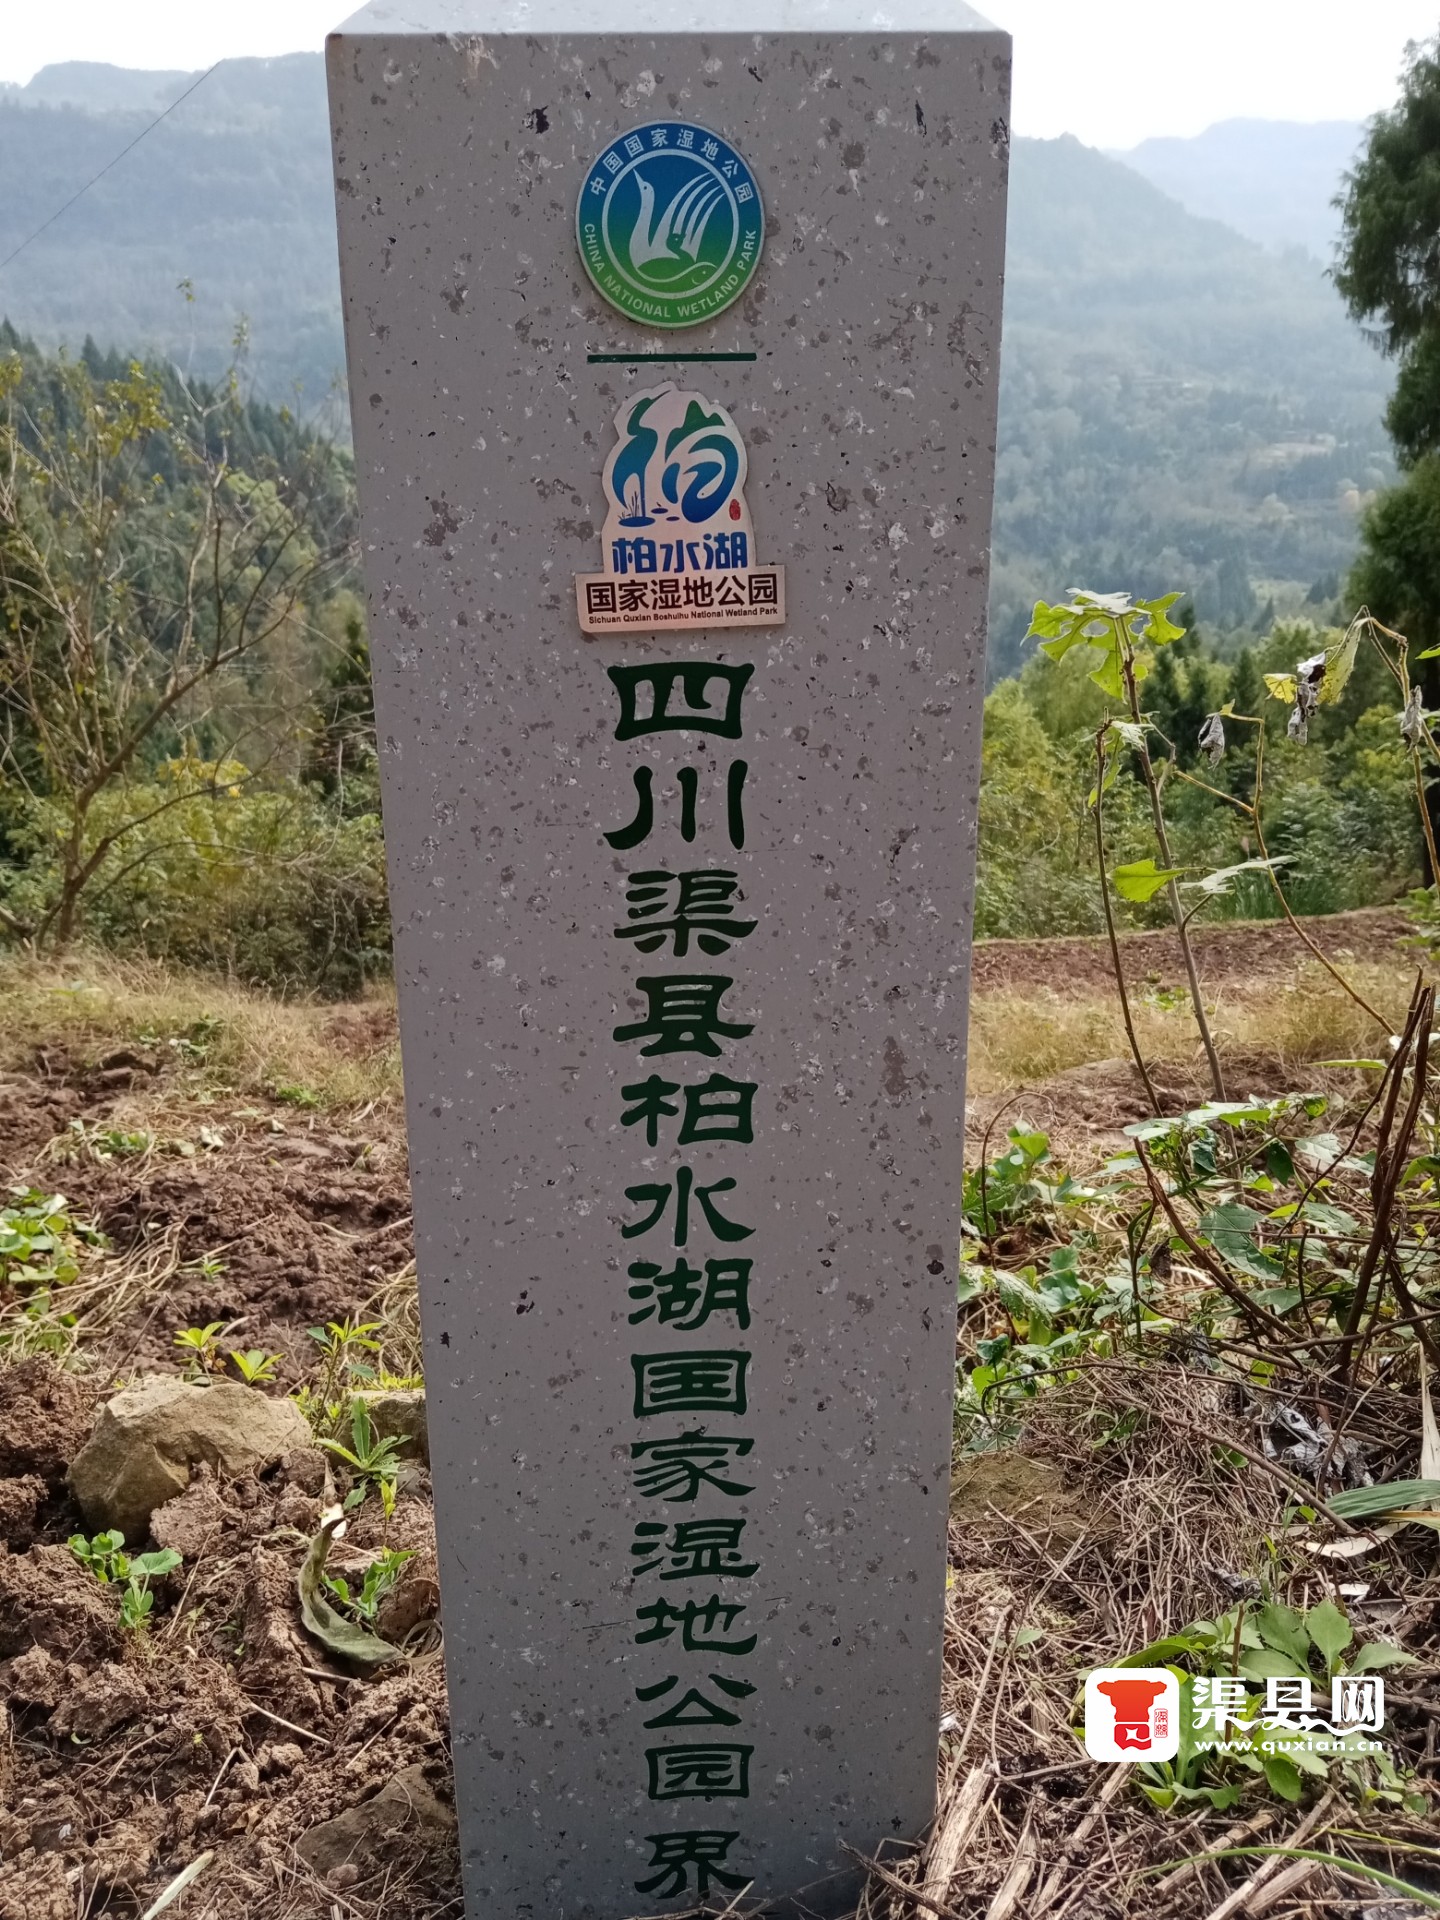 中国国家湿地公园
CHINA NATIONAL WETLAND PARK
柏水湖
国家湿地公园
Sichuan Quxian Boshuihu National Wetland Park
四川渠县柏水湖国家湿地公园界
渠县网
www.quxian.cn